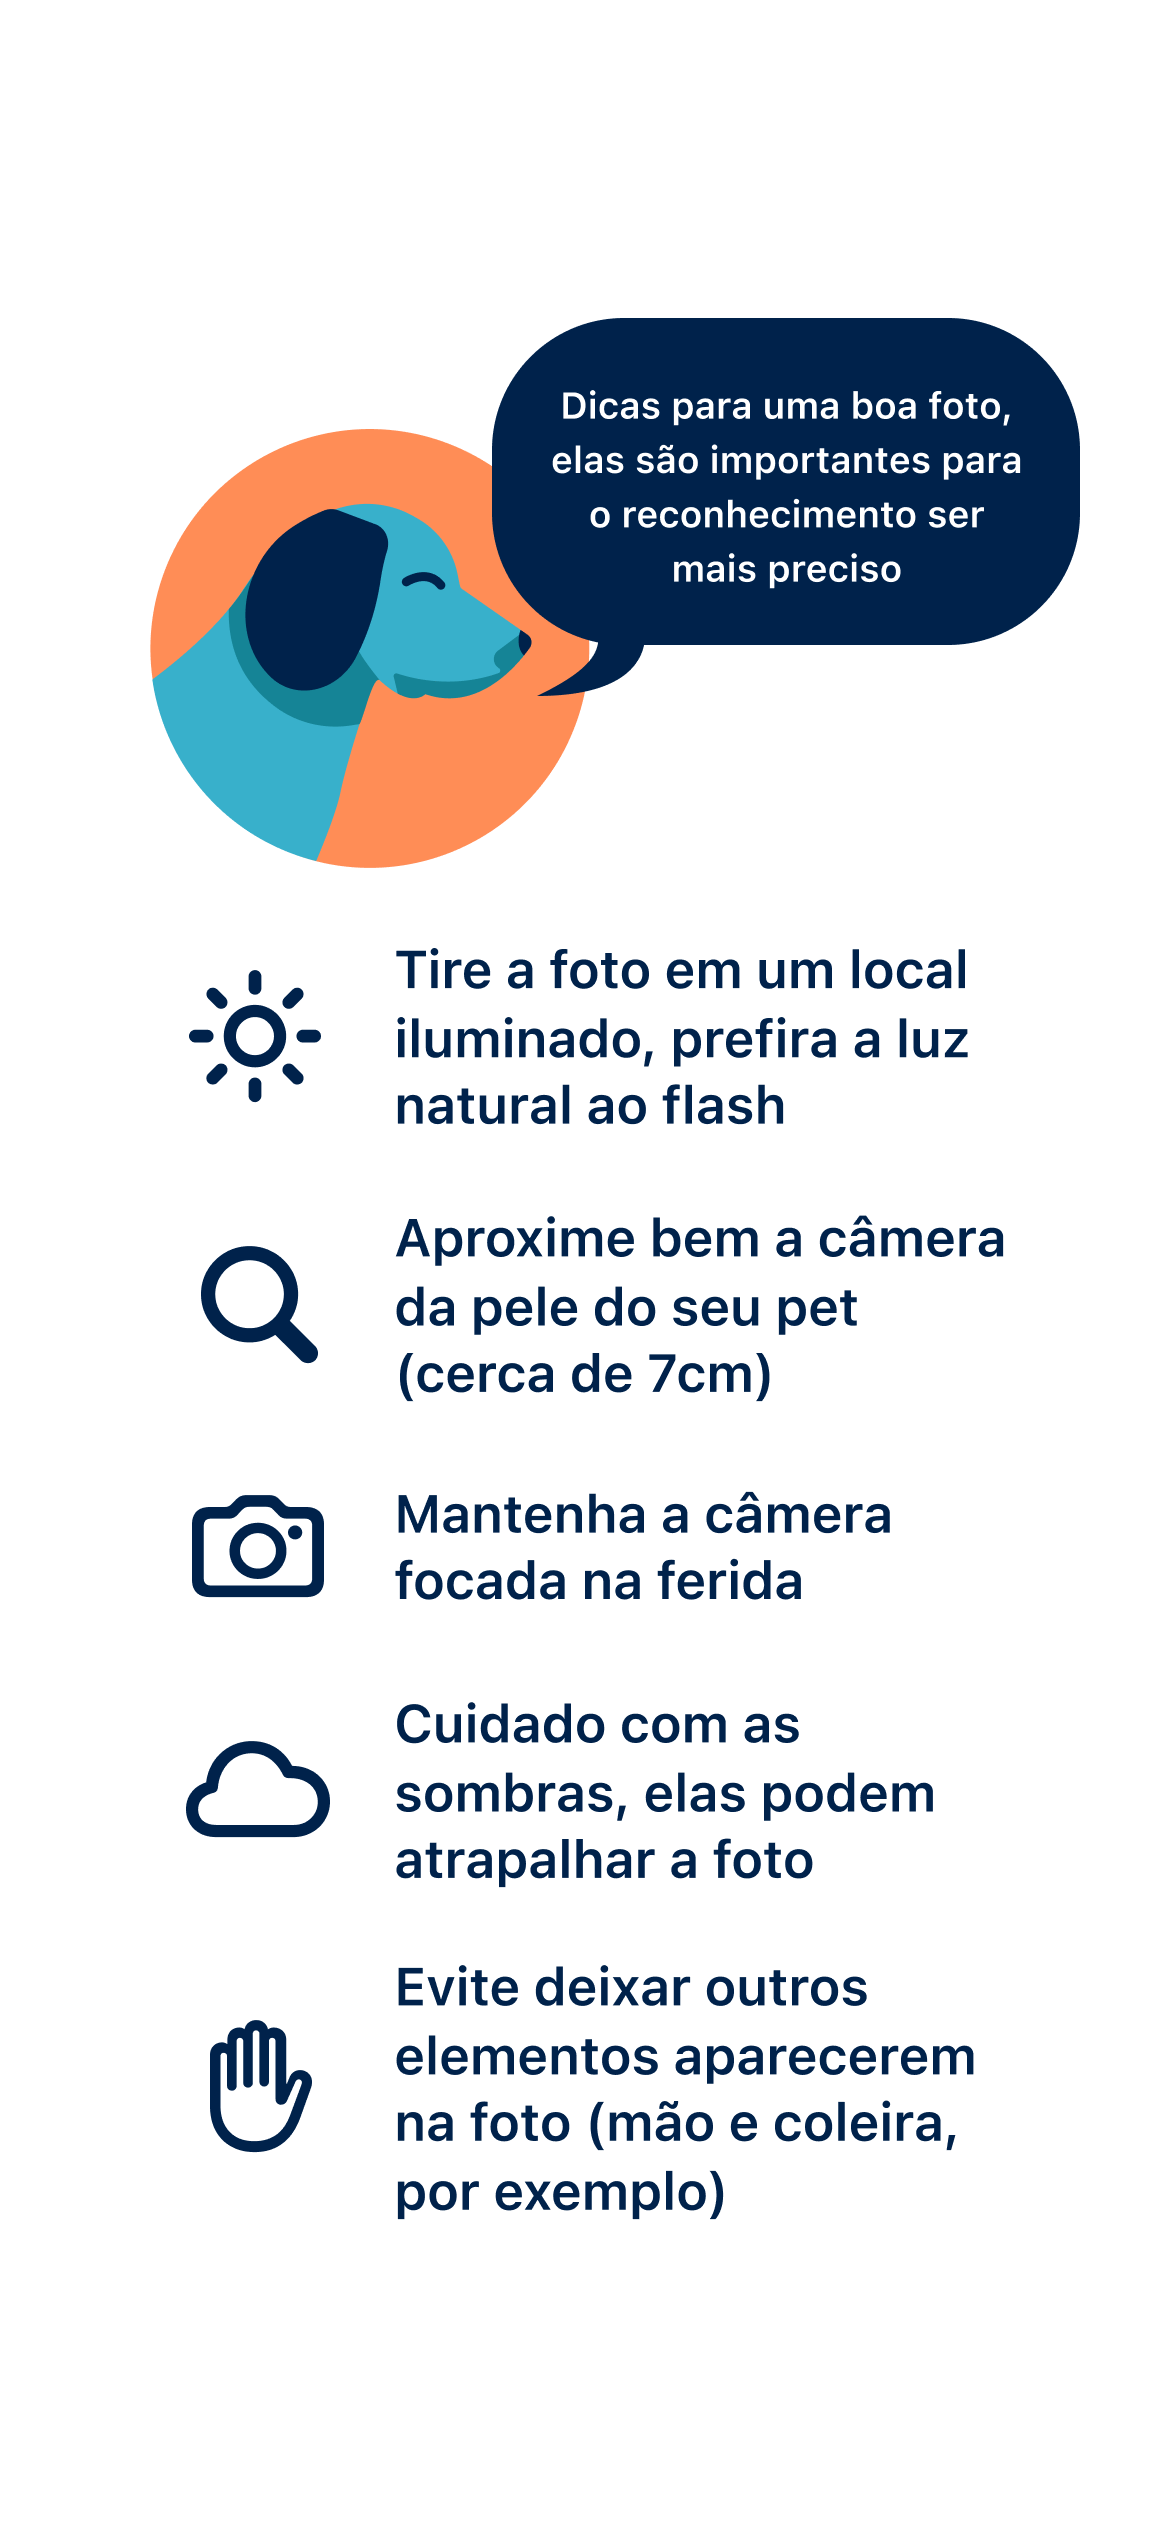 Dicas para uma boa foto,
elas são importantes para
o reconhecimento ser
mais preciso
Tire a foto em um local
iluminado, prefira a luz
natural ao flash
Aproxime bem a câmera
da pele do seu pet
(cerca de 7cm)
Mantenha a câmera
focada na ferida
Cuidado com as
sombras, elas podem
atrapalhar a foto
Evite deixar outros
elementos aparecerem
na foto (mão e coleira,
por exemplo)